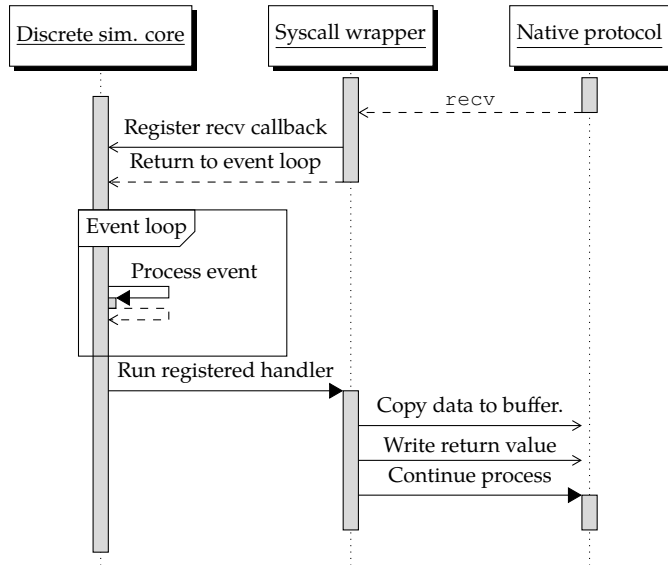 Discrete sim. core
Syscall wrapper
Native protocol
recv
Register recv callback
Return to event loop
Event loop
Process event
Run registered handler
Copy data to buffer.
Write return value
Continue process